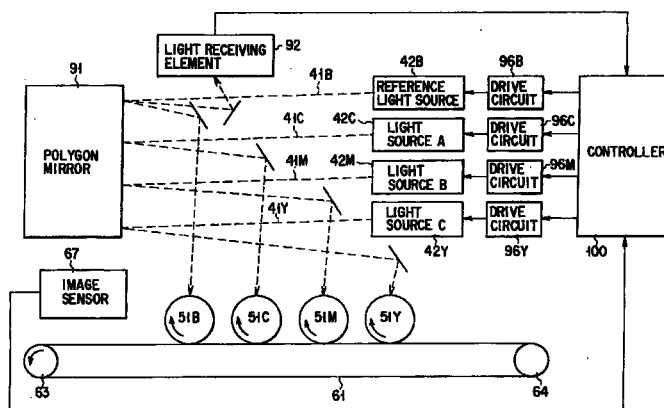 91
LIGHT RECEIVING
ELEMENT
92
41B
42B
REFERENCE
LIGHT SOURCE
96B
DRIVE
CIRCUIT
POLYGON
MIRROR
41C
42C
LIGHT
SOURCE A
96C
DRIVE
CIRCUIT
CONTROLLER
41M
42M
LIGHT
SOURCE B
96M
DRIVE
CIRCUIT
41Y
LIGHT
SOURCE C
42Y
DRIVE
CIRCUIT
96Y
100
67
IMAGE
SENSOR
51B
51C
51M
51Y
63
61
64